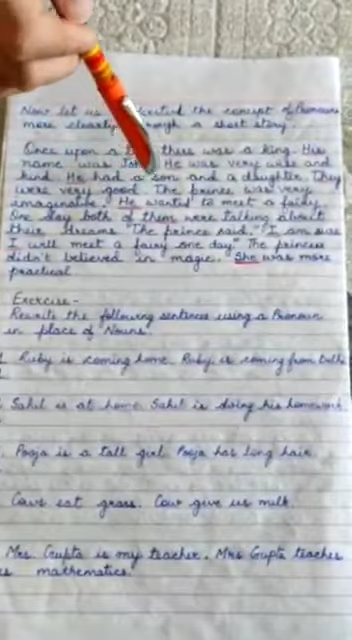 Now let us the concept of Pronouns
more clearly through a short story.
Once upon a there was a king. His
name was He was very wise and
kind. He had a son and a daughter. They
were very good. The prince was very
imaginative. He wanted to meet a fairy.
One day both of them were talking about
their dreams. The prince said, "I am sure
I will meet a fairy one day" The princess
didn't believed in magic. She was more
practical
Exercise-
Rewrite the following sentences using a Pronoun
in place of Nouns.
Ruby is coming home. Ruby is coming from
Sahil is at home. Sahil is doing his homework.
Pooja is a tall girl. Pooja has long hair.
Cows eat grass. Cow give us milk.
Mrs. Gupta is my teacher. Mrs Gupta teaches
us mathematics.